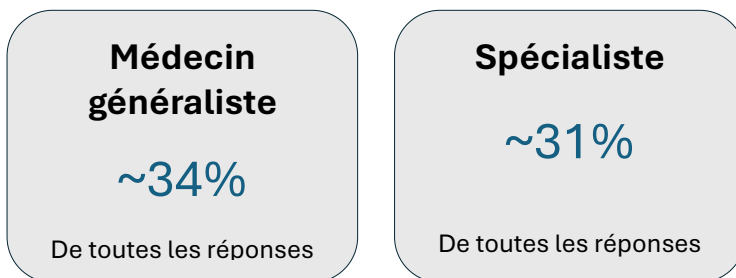 Médecin
généraliste
~34%
De toutes les réponses
Spécialiste
~31%
De toutes les réponses